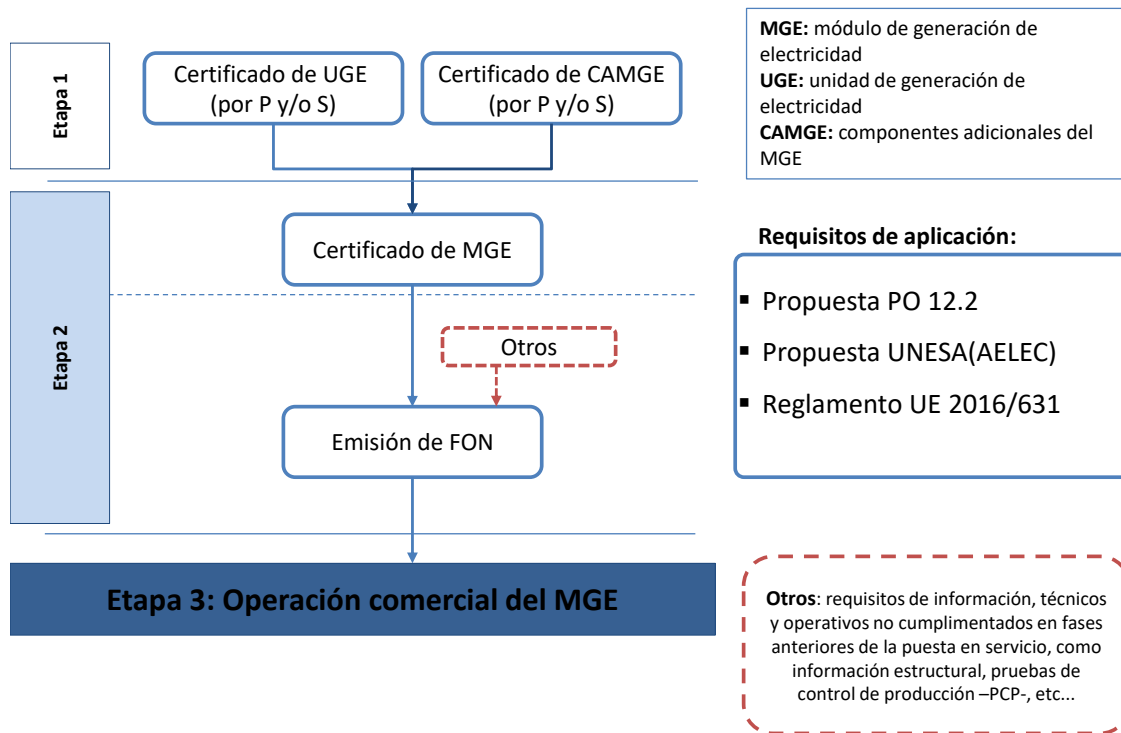 Etapa 1
Certificado de UGE
(por P y/o S)
Certificado de CAMGE
(por P y/o S)
MGE: módulo de generación de
electricidad
UGE: unidad de generación de
electricidad
CAMGE: componentes adicionales del
MGE
Etapa 2
Certificado de MGE
Otros
Emisión de FON
Requisitos de aplicación:
▪ Propuesta PO 12.2
▪ Propuesta UNESA(AELEC)
▪ Reglamento UE 2016/631
Etapa 3: Operación comercial del MGE
Otros: requisitos de información, técnicos
y operativos no cumplimentados en fases
anteriores de la puesta en servicio, como
información estructural, pruebas de
control de producción –PCP-, etc...